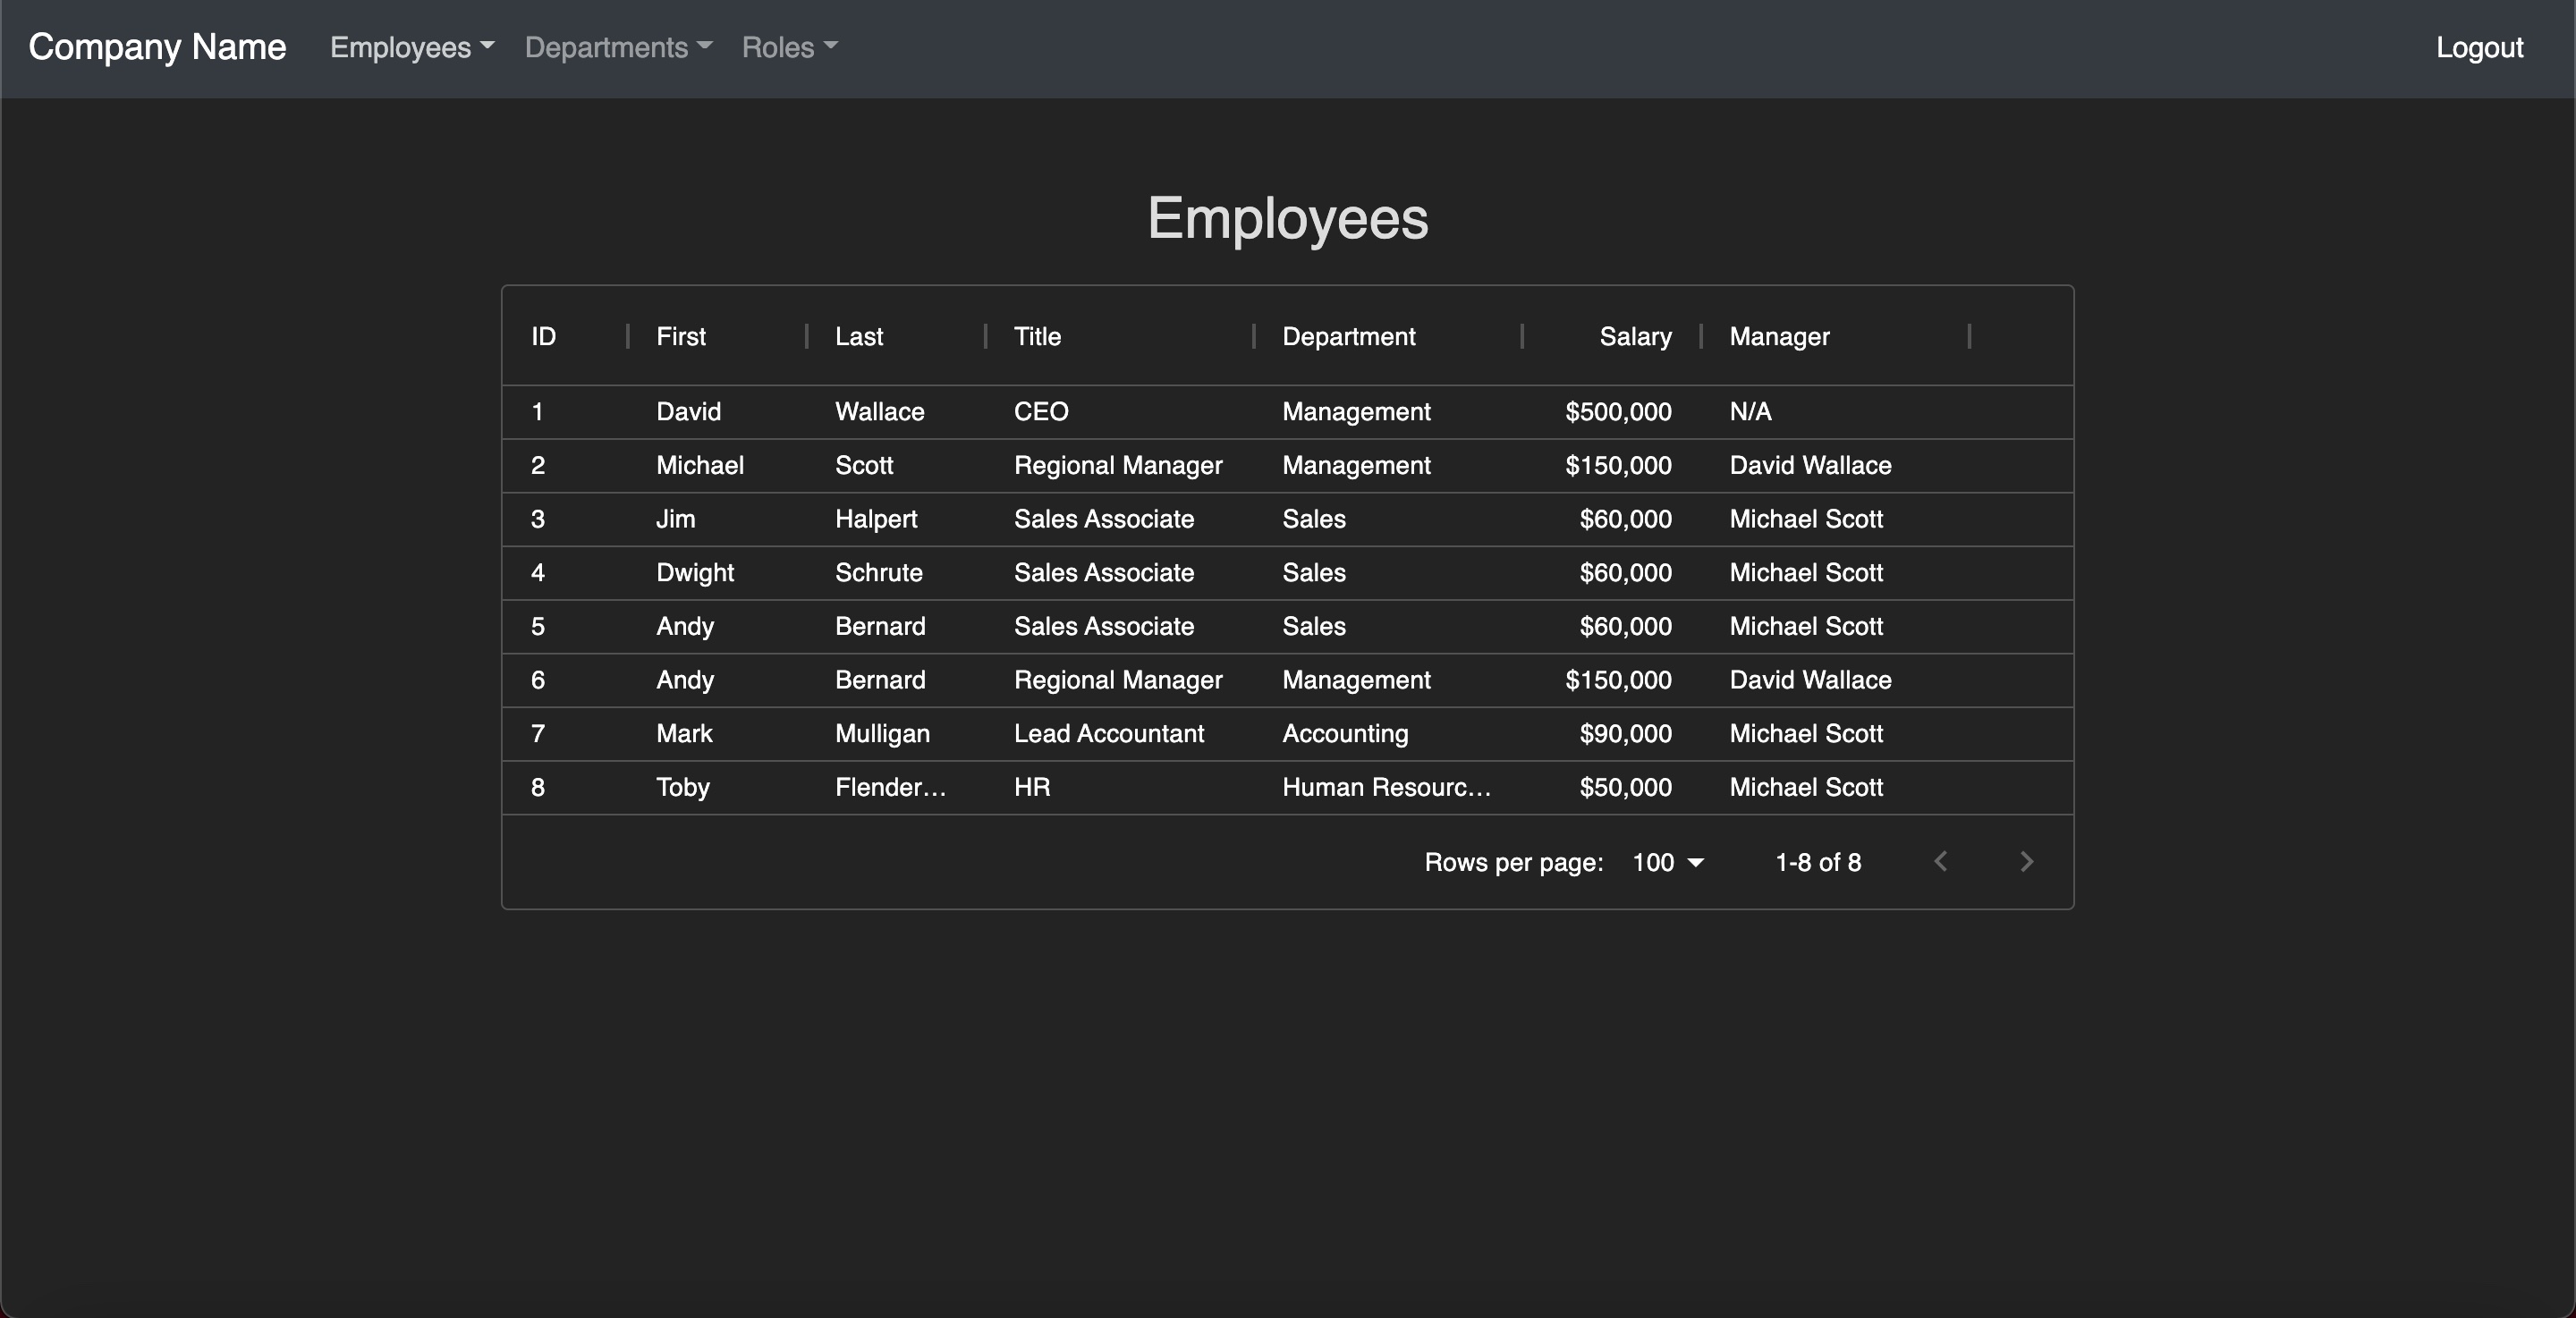 Company Name Employees Departments Roles Logout
Employees
ID First Last Title Department Salary Manager
1 David Wallace CEO Management $500,000 N/A
2 Michael Scott Regional Manager Management $150,000 David Wallace
3 Jim Halpert Sales Associate Sales $60,000 Michael Scott
4 Dwight Schrute Sales Associate Sales $60,000 Michael Scott
5 Andy Bernard Sales Associate Sales $60,000 Michael Scott
6 Andy Bernard Regional Manager Management $150,000 David Wallace
7 Mark Mulligan Lead Accountant Accounting $90,000 Michael Scott
8 Toby Flender... HR Human Resourc... $50,000 Michael Scott
Rows per page: 100 1-8 of 8